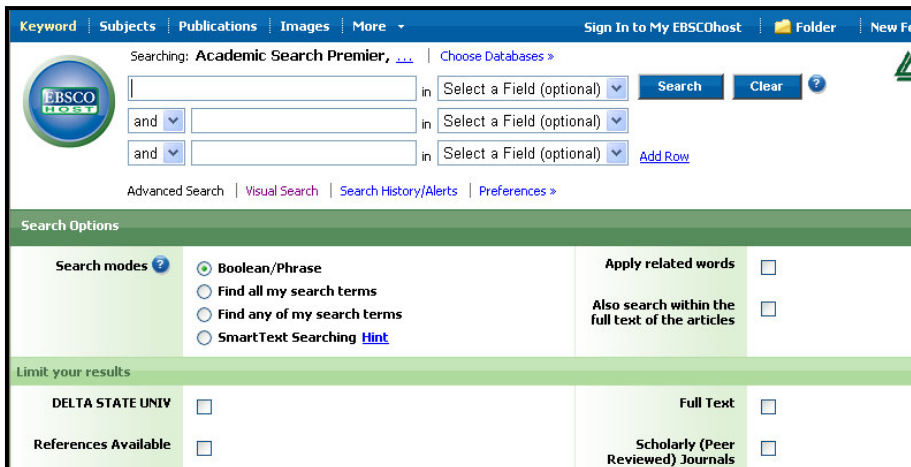 Keyword Subjects Publications Images More Sign In to My EBSCOhost Folder New
Searching: Academic Search Premier, ... Choose Databases »
EBSCO
HOST
in Select a Field (optional) Search Clear ?
and in Select a Field (optional)
and in Select a Field (optional) Add Row
Advanced Search Visual Search Search History/Alerts Preferences »
Search Options
Search modes ? Boolean/Phrase Apply related words
Find all my search terms
Find any of my search terms Also search within the
full text of the articles
SmartText Searching Hint
Limit your results
DELTA STATE UNIV Full Text
References Available Scholarly (Peer
Reviewed) Journals